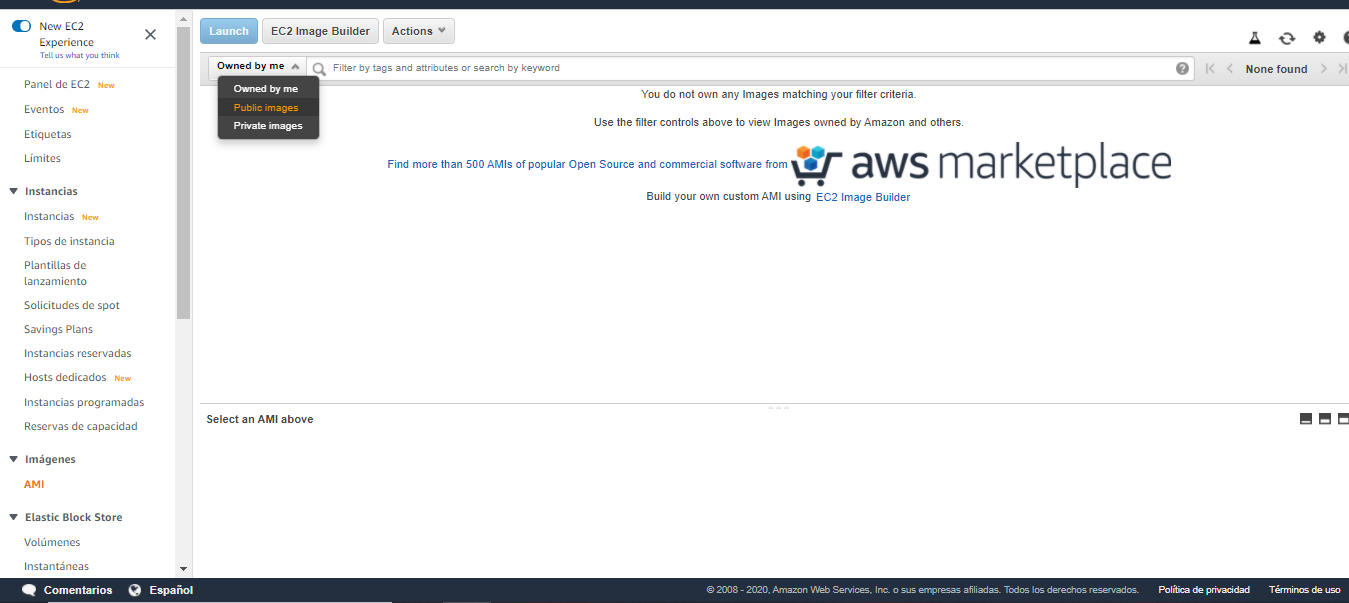 New EC2
Experience
Tell us what you think
Panel de EC2 New
Eventos New
Etiquetas
Límites
Instancias
Instancias New
Tipos de instancia
Plantillas de
lanzamiento
Solicitudes de spot
Savings Plans
Instancias reservadas
Hosts dedicados New
Instancias programadas
Reservas de capacidad
Imágenes
AMI
Elastic Block Store
Volúmenes
Instantáneas
Launch EC2 Image Builder Actions
Owned by me Filter by tags and attributes or search by keyword ? None found
Owned by me
Public images
Private images
You do not own any Images matching your filter criteria.
Use the filter controls above to view Images owned by Amazon and others.
Find more than 500 AMIs of popular Open Source and commercial software from aws marketplace
Build your own custom AMI using EC2 Image Builder
Select an AMI above
Comentarios Español © 2008 - 2020, Amazon Web Services, Inc. o sus empresas afiliadas. Todos los derechos reservados. Política de privacidad Términos de uso